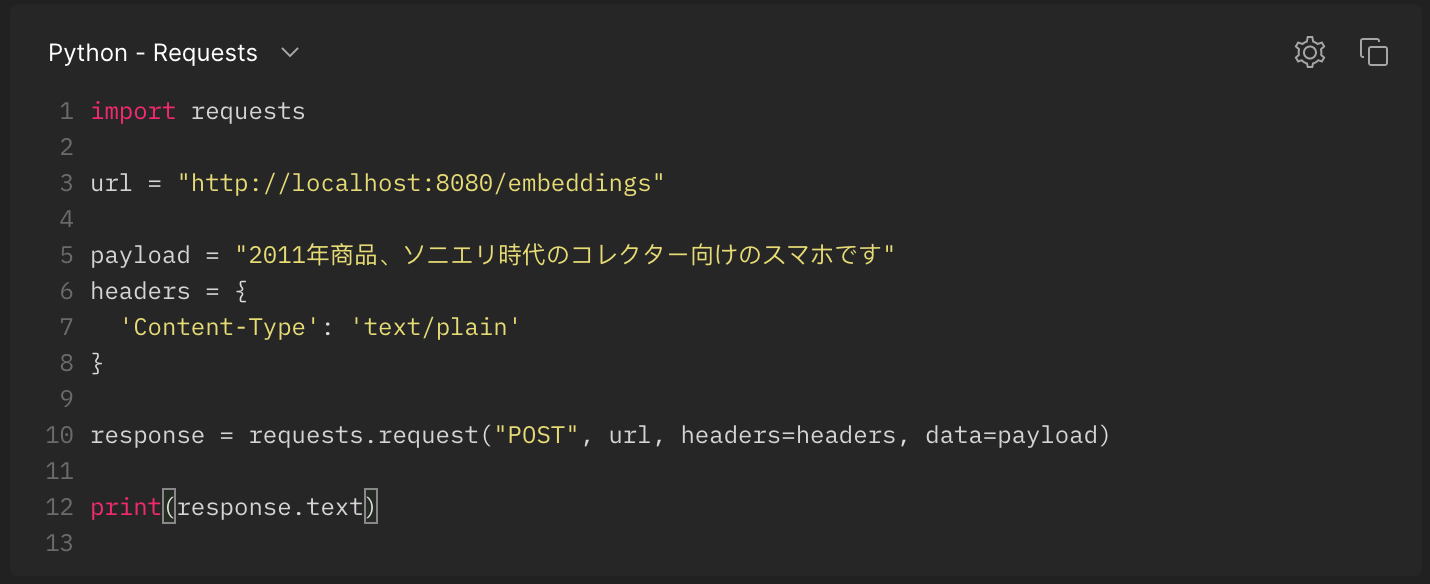 Python - Requests
1 import requests
2
3 url = "http://localhost:8080/embeddings"
4
5 payload = "2011年商品、ソニエリ時代のコレクター向けのスマホです"
6 headers = {
7   'Content-Type': 'text/plain'
8 }
9
10 response = requests.request("POST", url, headers=headers, data=payload)
11
12 print(response.text)
13